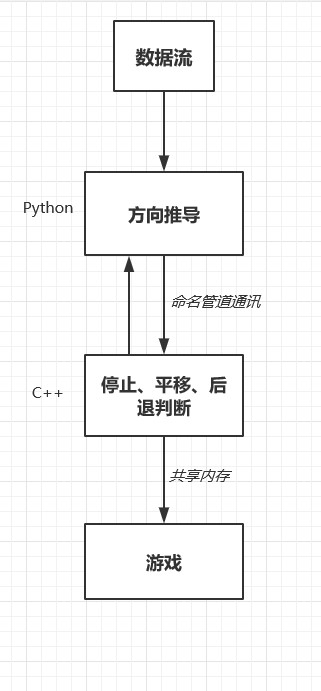 数据流
Python
方向推导
命名管道通讯
C++
停止、平移、后
退判断
共享内存
游戏